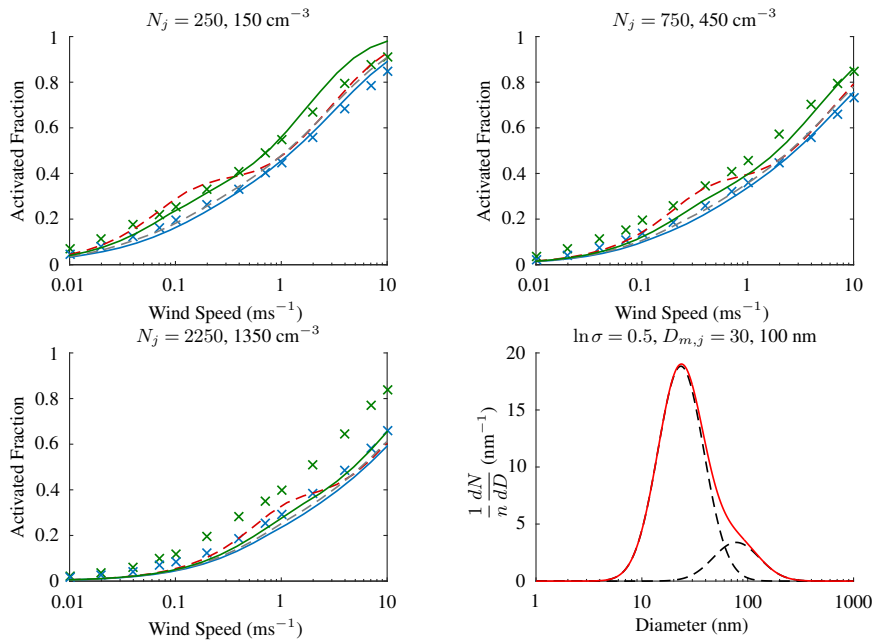 N_j = 250, 150 cm⁻³
Activated Fraction
1
0.8
0.6
0.4
0.2
0
0.01 0.1 1 10
Wind Speed (ms⁻¹)
N_j = 750, 450 cm⁻³
Activated Fraction
1
0.8
0.6
0.4
0.2
0
0.01 0.1 1 10
Wind Speed (ms⁻¹)
N_j = 2250, 1350 cm⁻³
Activated Fraction
1
0.8
0.6
0.4
0.2
0
0.01 0.1 1 10
Wind Speed (ms⁻¹)
ln σ = 0.5, D_{m,j} = 30, 100 nm
1/n dN/dD (nm⁻¹)
20
15
10
5
0
1 10 100 1000
Diameter (nm)